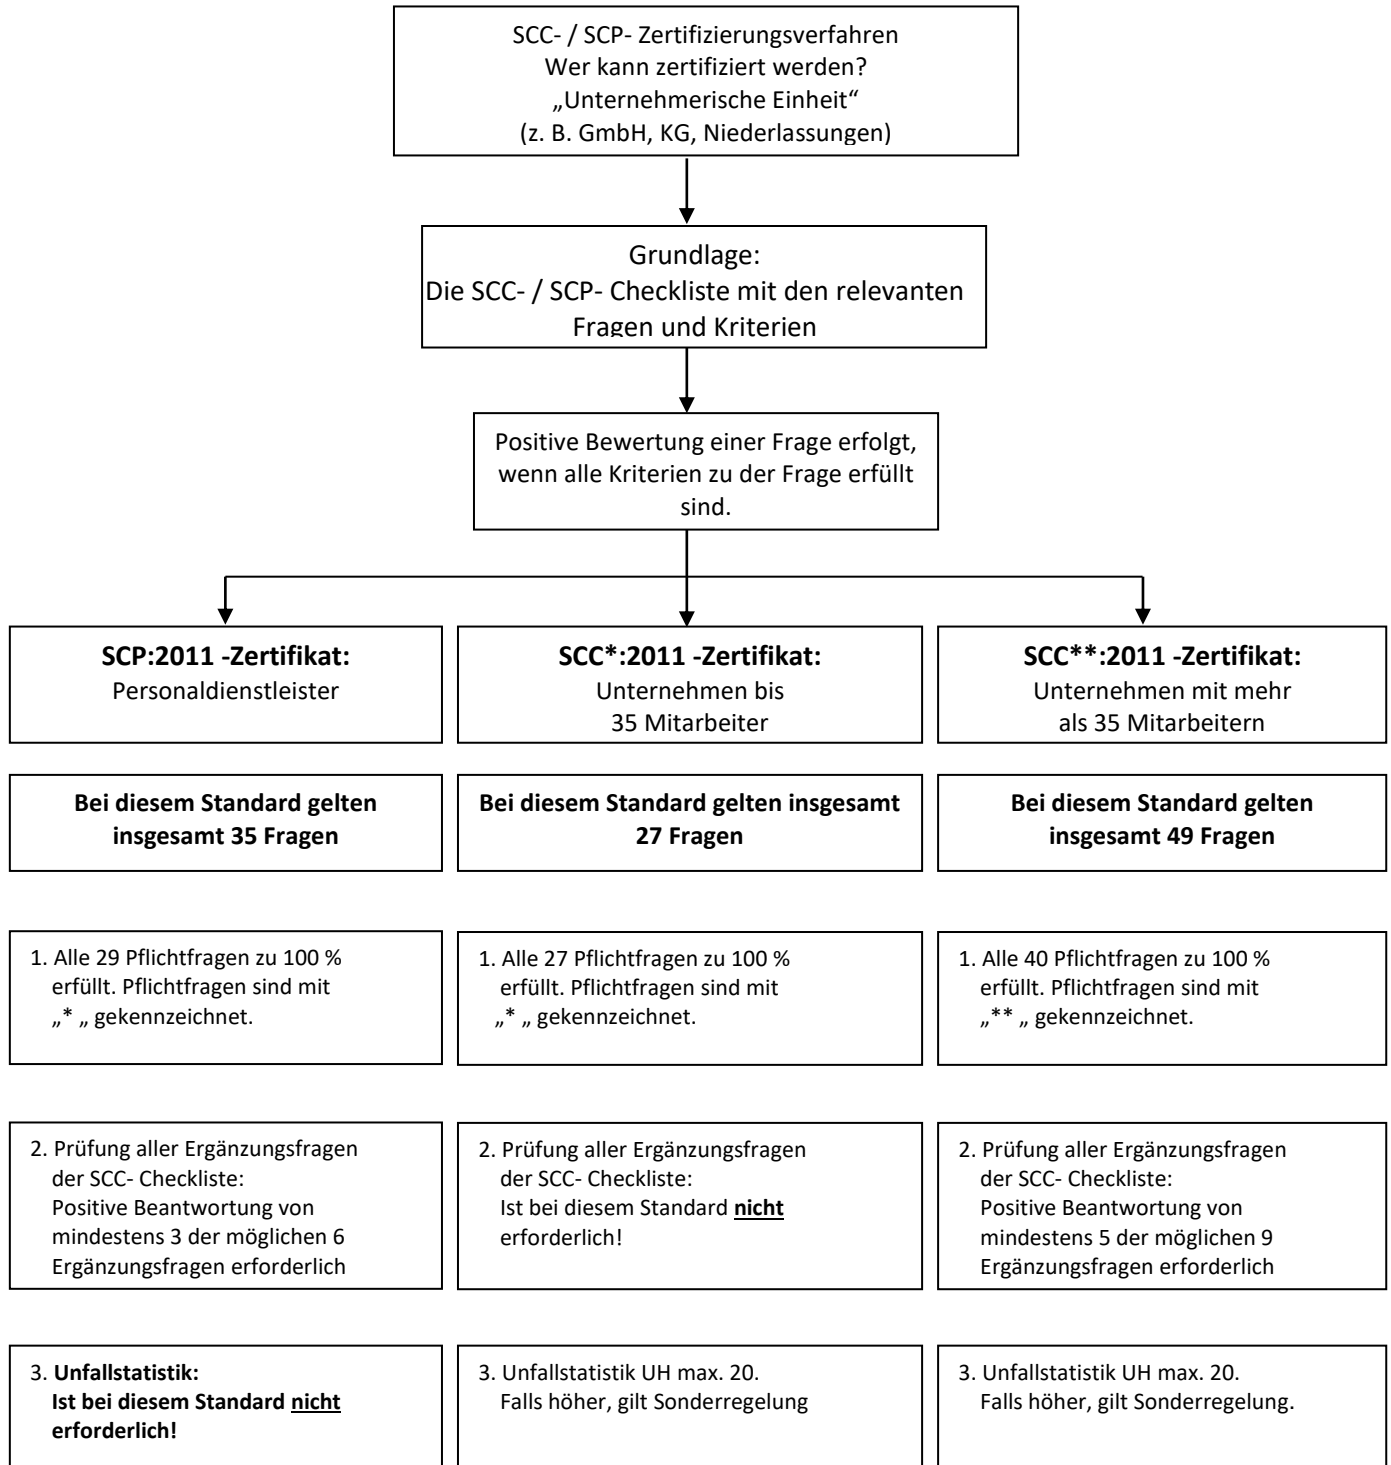 SCC- / SCP- Zertifizierungsverfahren
Wer kann zertifiziert werden?
„Unternehmerische Einheit“
(z. B. GmbH, KG, Niederlassungen)
Grundlage:
Die SCC- / SCP- Checkliste mit den relevanten
Fragen und Kriterien
Positive Bewertung einer Frage erfolgt,
wenn alle Kriterien zu der Frage erfüllt
sind.
SCP:2011 -Zertifikat:
Personaldienstleister
SCC*:2011 -Zertifikat:
Unternehmen bis
35 Mitarbeiter
SCC**:2011 -Zertifikat:
Unternehmen mit mehr
als 35 Mitarbeitern
Bei diesem Standard gelten
insgesamt 35 Fragen
Bei diesem Standard gelten insgesamt
27 Fragen
Bei diesem Standard gelten
insgesamt 49 Fragen
1. Alle 29 Pflichtfragen zu 100 %
erfüllt. Pflichtfragen sind mit
„* „ gekennzeichnet.
1. Alle 27 Pflichtfragen zu 100 %
erfüllt. Pflichtfragen sind mit
„* „ gekennzeichnet.
1. Alle 40 Pflichtfragen zu 100 %
erfüllt. Pflichtfragen sind mit
„** „ gekennzeichnet.
2. Prüfung aller Ergänzungsfragen
der SCC- Checkliste:
Positive Beantwortung von
mindestens 3 der möglichen 6
Ergänzungsfragen erforderlich
2. Prüfung aller Ergänzungsfragen
der SCC- Checkliste:
Ist bei diesem Standard nicht
erforderlich!
2. Prüfung aller Ergänzungsfragen
der SCC- Checkliste:
Positive Beantwortung von
mindestens 5 der möglichen 9
Ergänzungsfragen erforderlich
3. Unfallstatistik:
Ist bei diesem Standard nicht
erforderlich!
3. Unfallstatistik UH max. 20.
Falls höher, gilt Sonderregelung
3. Unfallstatistik UH max. 20.
Falls höher, gilt Sonderregelung.